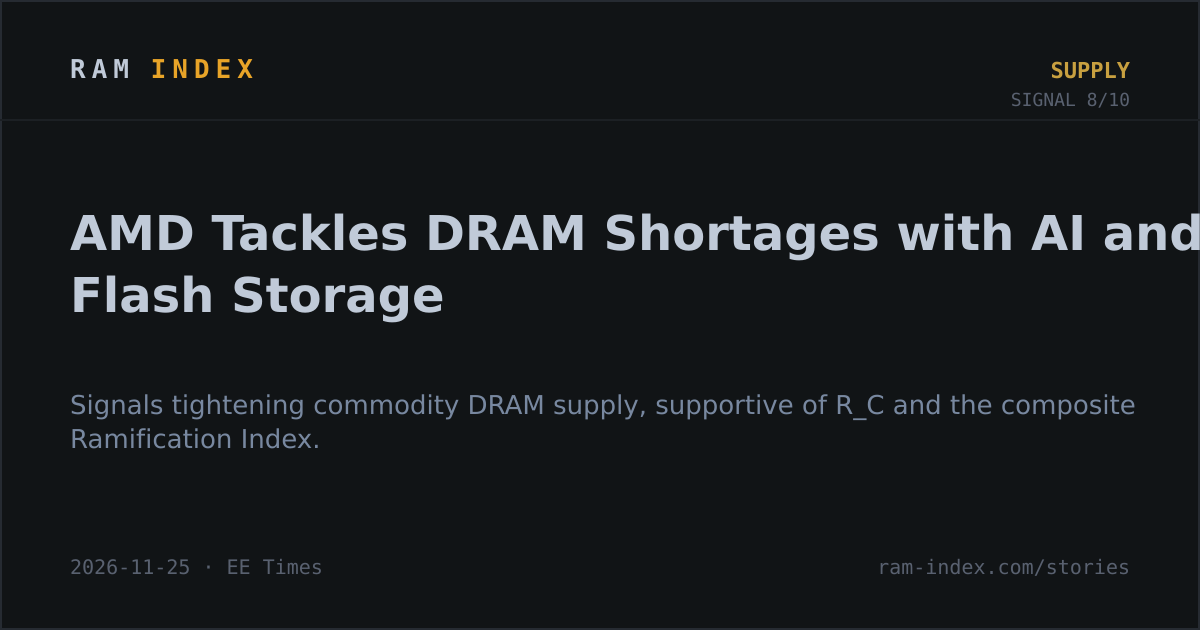 RAM INDEX
SUPPLY
SIGNAL 8/10
AMD Tackles DRAM Shortages with AI and
Flash Storage
Signals tightening commodity DRAM supply, supportive of R_C and the composite
Ramification Index.
2026-11-25 · EE Times
ram-index.com/stories